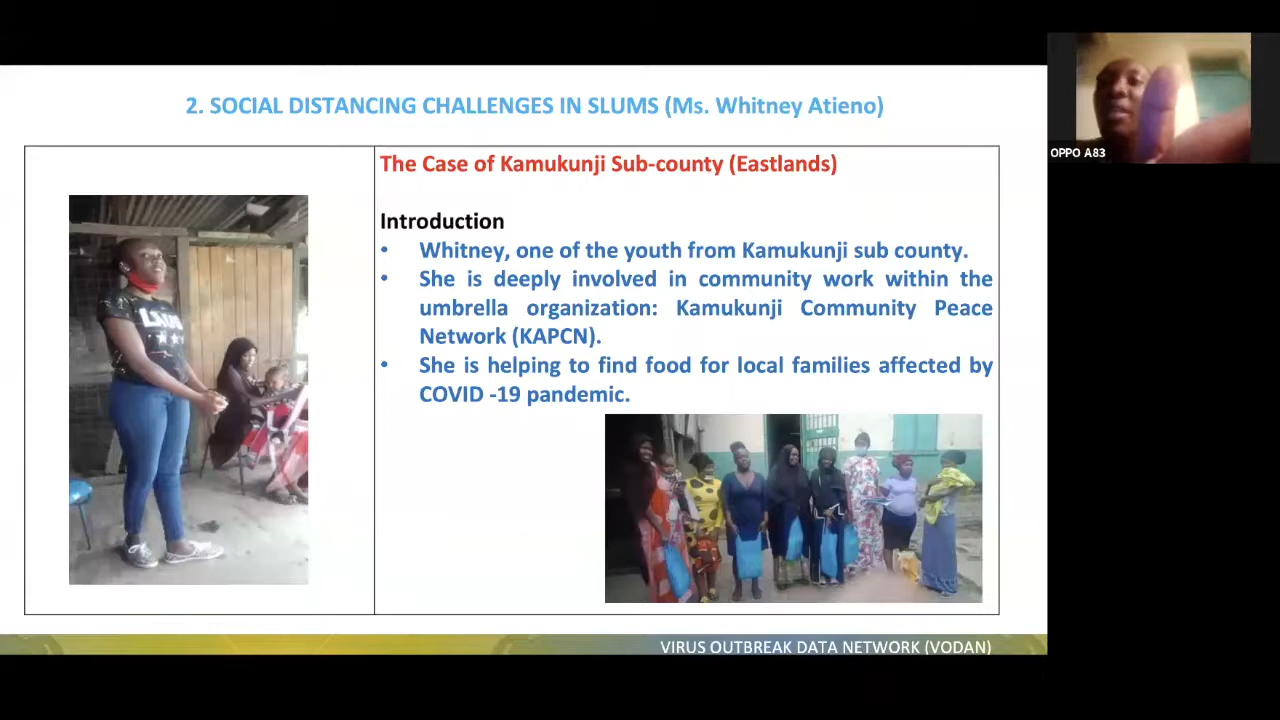 2. SOCIAL DISTANCING CHALLENGES IN SLUMS (Ms. Whitney Atieno)
OPPO A83
The Case of Kamukunji Sub-county (Eastlands)
Introduction
• Whitney, one of the youth from Kamukunji sub county.
• She is deeply involved in community work within the
umbrella organization: Kamukunji Community Peace
Network (KAPCN).
• She is helping to find food for local families affected by
COVID -19 pandemic.
VIRUS OUTBREAK DATA NETWORK (VODAN)